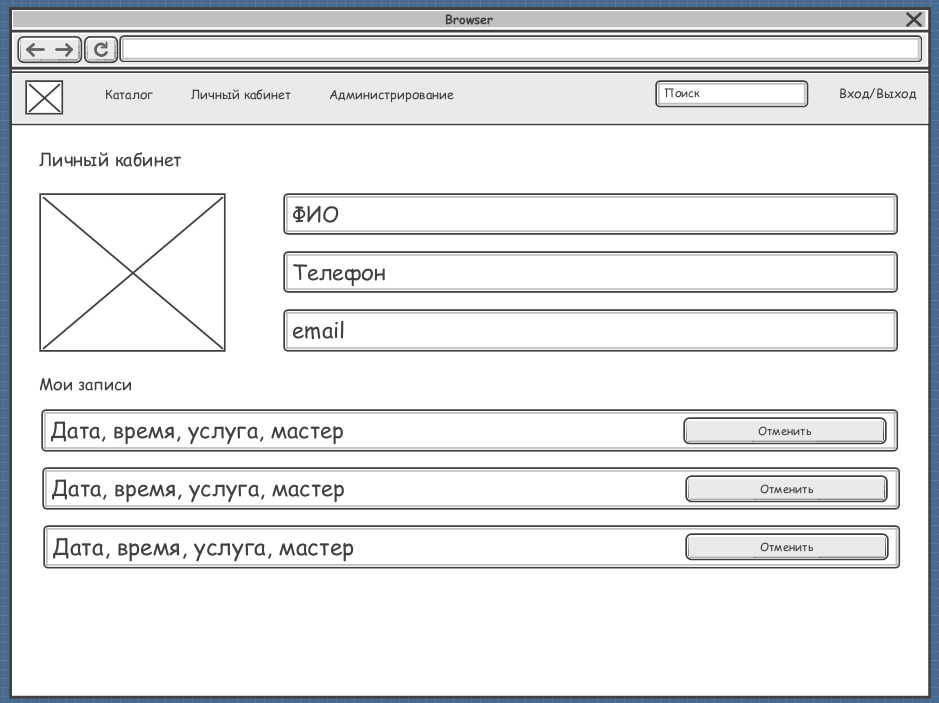 Browser
Каталог Личный кабинет Администрирование Поиск Вход/Выход
Личный кабинет
ФИО
Телефон
email
Мои записи
Дата, время, услуга, мастер Отменить
Дата, время, услуга, мастер Отменить
Дата, время, услуга, мастер Отменить